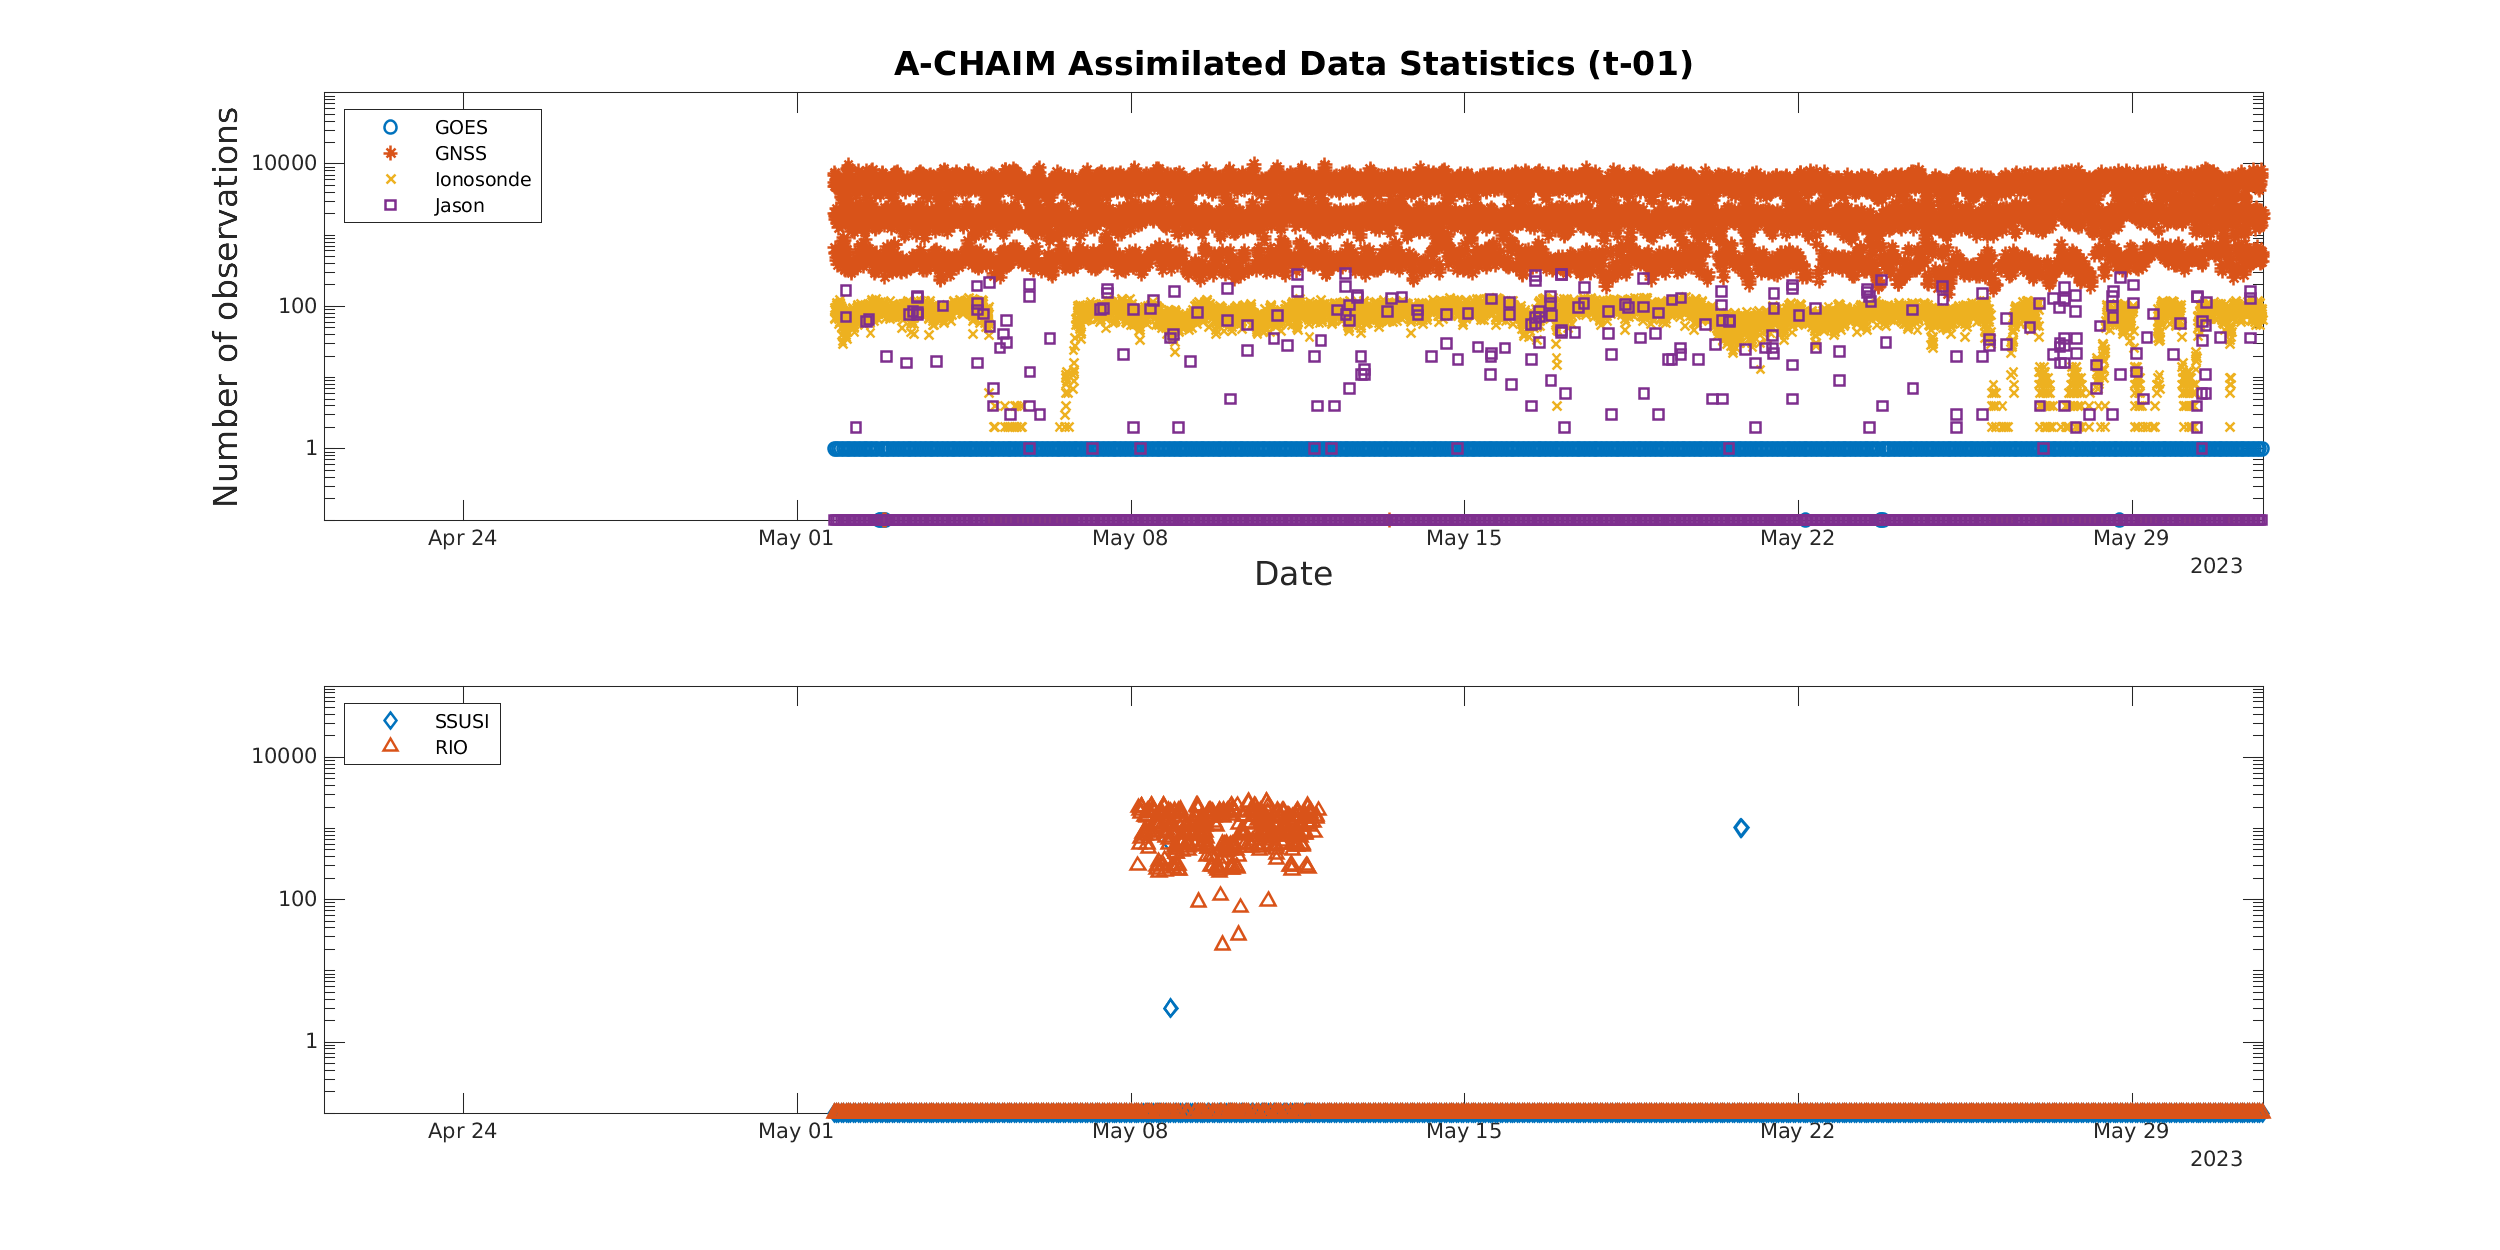 A-CHAIM Assimilated Data Statistics (t-01)
Number of observations
10000
100
1
GOES
GNSS
Ionosonde
Jason
Apr 24
May 01
May 08
May 15
May 22
May 29
2023
Date
10000
100
1
SSUSI
RIO
Apr 24
May 01
May 08
May 15
May 22
May 29
2023